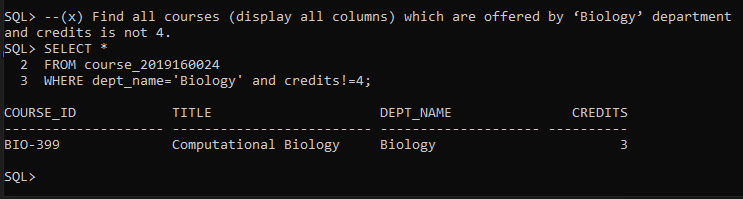 SQL> --(x) Find all courses (display all columns) which are offered by ‘Biology’ department
and credits is not 4.
SQL> SELECT *
  2  FROM course_2019160024
  3  WHERE dept_name='Biology' and credits!=4;
COURSE_ID            TITLE                     DEPT_NAME               CREDITS
-------------------- ------------------------- -------------------- ----------
BIO-399              Computational Biology     Biology                       3
SQL>